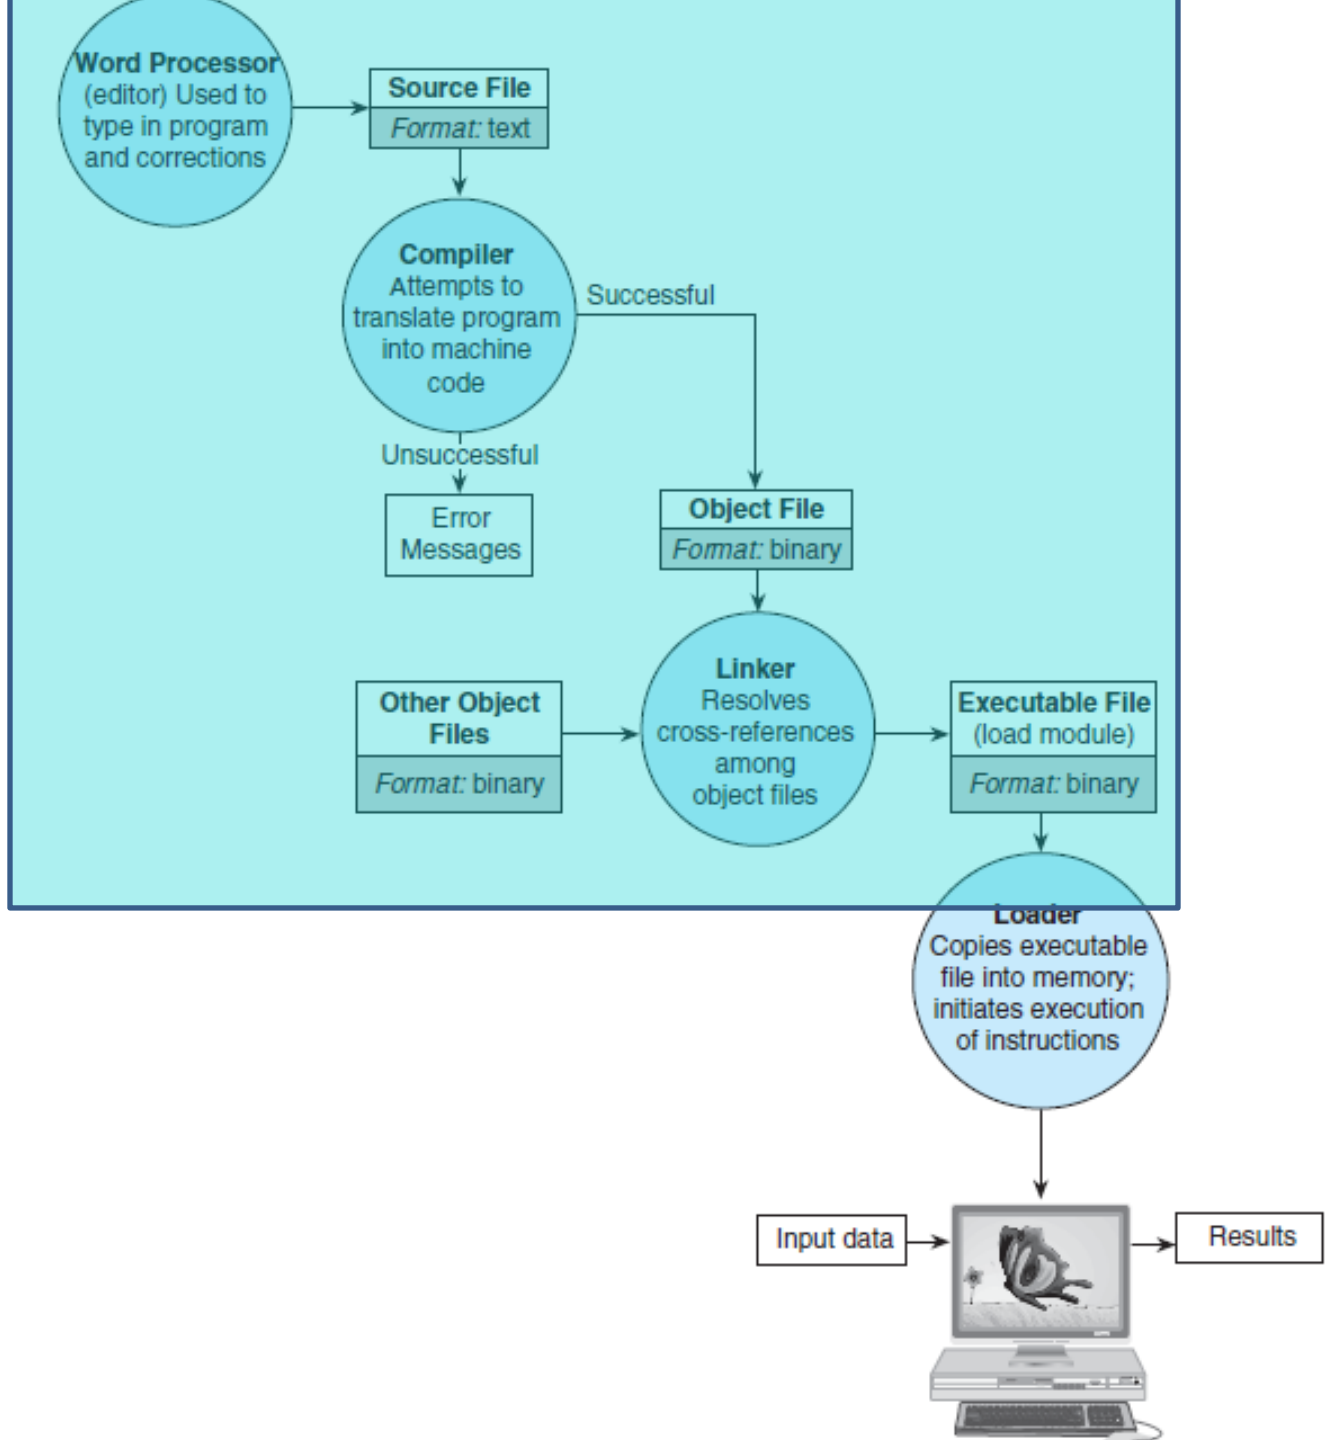 Word Processor
(editor) Used to
type in program
and corrections
Source File
Format: text
Compiler
Attempts to
translate program
into machine
code
Successful
Unsuccessful
Error
Messages
Object File
Format: binary
Other Object
Files
Format: binary
Linker
Resolves
cross-references
among
object files
Executable File
(load module)
Format: binary
Loader
Copies executable
file into memory;
initiates execution
of instructions
Input data
Results